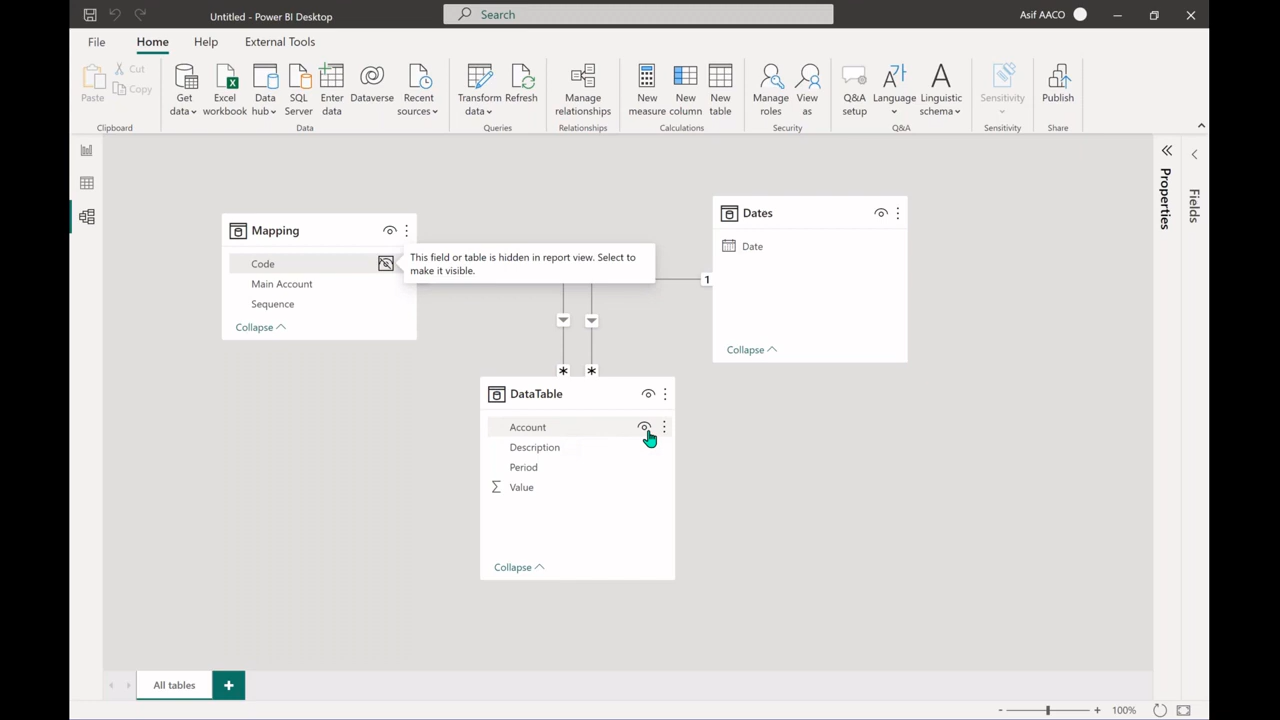 Untitled - Power BI Desktop
Search
Asif AACO
File
Home
Help
External Tools
Paste
Cut
Copy
Clipboard
Get data
Excel workbook
Data hub
SQL Server
Enter data
Dataverse
Recent sources
Data
Transform data
Refresh
Queries
Manage relationships
Relationships
New measure
New column
New table
Calculations
Manage roles
View as
Security
Q&A setup
Language
Linguistic schema
Q&A
Sensitivity
Sensitivity
Publish
Share
Mapping
Code
Main Account
Sequence
Collapse
This field or table is hidden in report view. Select to
make it visible.
1
Dates
Date
Collapse
* *
DataTable
Account
Description
Period
Σ Value
Collapse
Properties
Fields
All tables
+
- + 100%